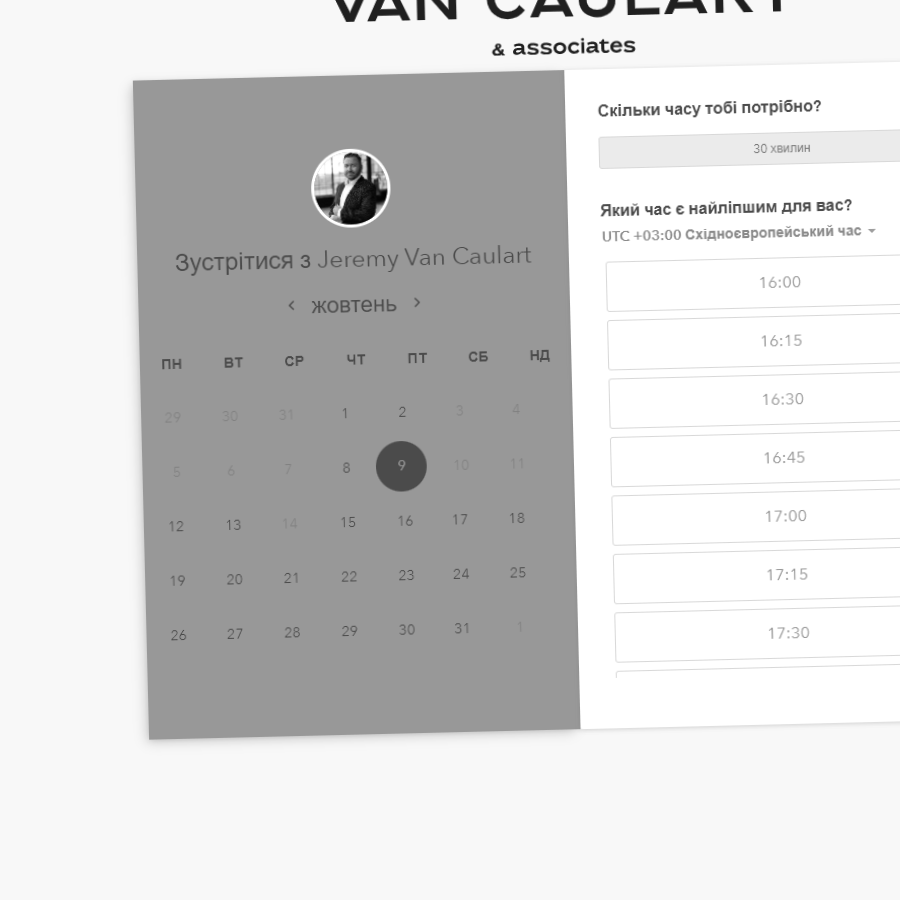 VAN CAULART
& associates
Зустрітися з Jeremy Van Caulart
жовтень
ПН ВТ СР ЧТ ПТ СБ НД
29 30 31 1 2 3 4
5 6 7 8 9 10 11
12 13 14 15 16 17 18
19 20 21 22 23 24 25
26 27 28 29 30 31 1
Скільки часу тобі потрібно?
30 хвилин
Який час є найліпшим для вас?
UTC +03:00 Східноєвропейський час
16:00
16:15
16:30
16:45
17:00
17:15
17:30